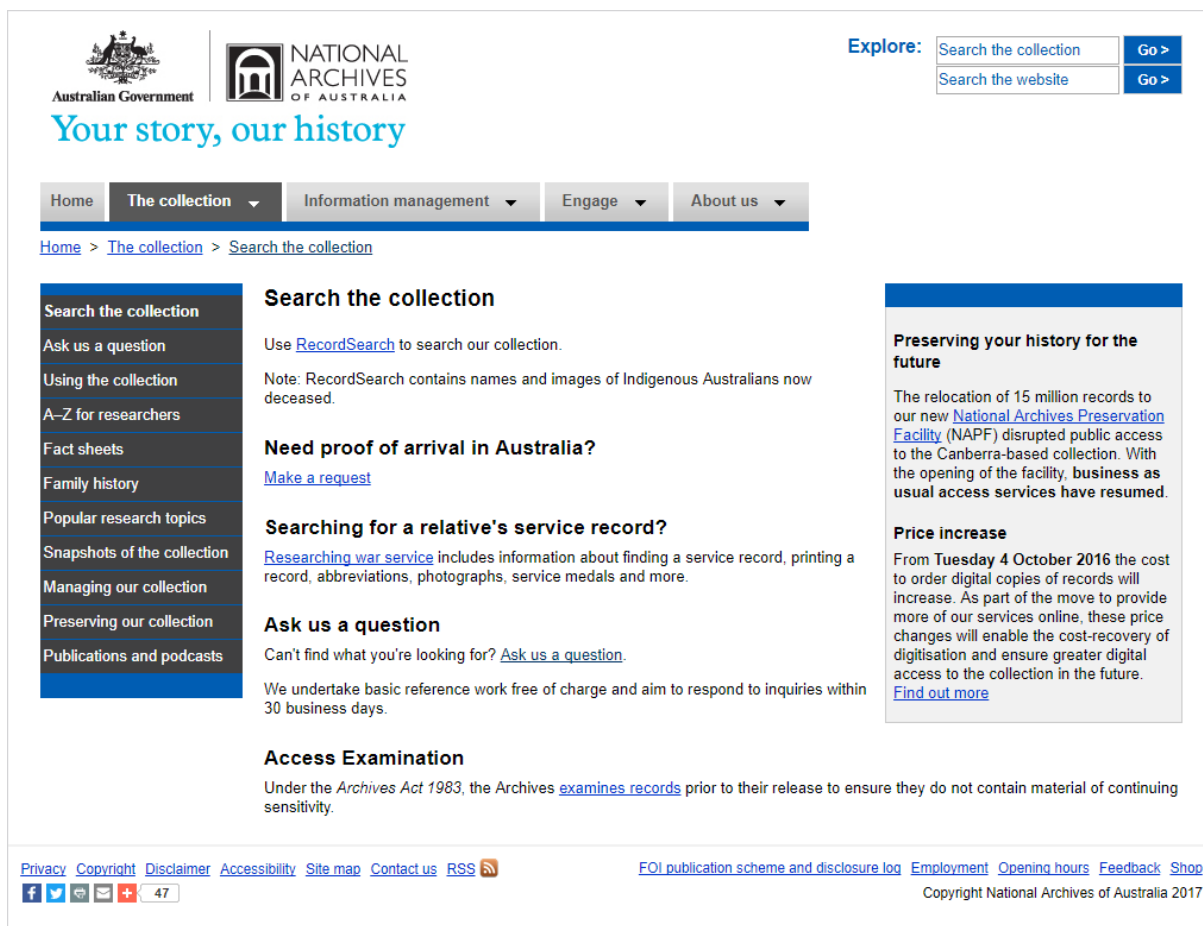 Australian Government
NATIONAL
ARCHIVES
OF AUSTRALIA
Your story, our history
Explore:
Search the collection
Go >
Search the website
Go >
Home
The collection
Information management
Engage
About us
Home > The collection > Search the collection
Search the collection
Ask us a question
Using the collection
A–Z for researchers
Fact sheets
Family history
Popular research topics
Snapshots of the collection
Managing our collection
Preserving our collection
Publications and podcasts
Search the collection
Use RecordSearch to search our collection.
Note: RecordSearch contains names and images of Indigenous Australians now
deceased.
Need proof of arrival in Australia?
Make a request
Searching for a relative's service record?
Researching war service includes information about finding a service record, printing a
record, abbreviations, photographs, service medals and more.
Ask us a question
Can't find what you're looking for? Ask us a question.
We undertake basic reference work free of charge and aim to respond to inquiries within
30 business days.
Access Examination
Under the Archives Act 1983, the Archives examines records prior to their release to ensure they do not contain material of continuing
sensitivity.
Preserving your history for the
future
The relocation of 15 million records to
our new National Archives Preservation
Facility (NAPF) disrupted public access
to the Canberra-based collection. With
the opening of the facility, business as
usual access services have resumed.
Price increase
From Tuesday 4 October 2016 the cost
to order digital copies of records will
increase. As part of the move to provide
more of our services online, these price
changes will enable the cost-recovery of
digitisation and ensure greater digital
access to the collection in the future.
Find out more
Privacy Copyright Disclaimer Accessibility Site map Contact us RSS
47
FOI publication scheme and disclosure log Employment Opening hours Feedback Shop
Copyright National Archives of Australia 2017